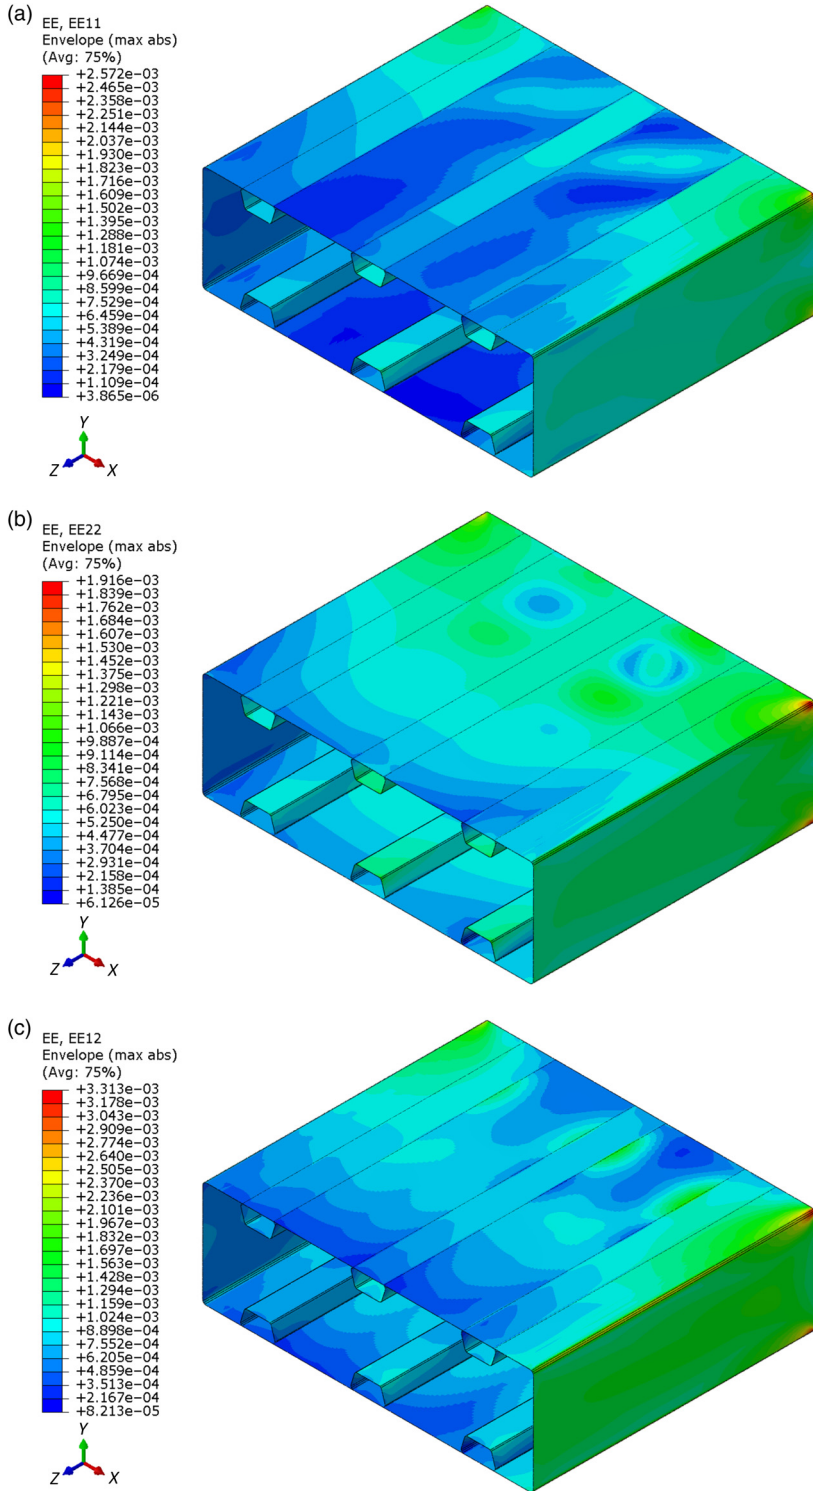 (a)
EE, EE11
Envelope (max abs)
(Avg: 75%)
+2.572e-03
+2.465e-03
+2.358e-03
+2.251e-03
+2.144e-03
+2.037e-03
+1.930e-03
+1.823e-03
+1.716e-03
+1.609e-03
+1.502e-03
+1.395e-03
+1.288e-03
+1.181e-03
+1.074e-03
+9.669e-04
+8.599e-04
+7.529e-04
+6.459e-04
+5.389e-04
+4.319e-04
+3.249e-04
+2.179e-04
+1.109e-04
+3.865e-06
Y
Z X
(b)
EE, EE22
Envelope (max abs)
(Avg: 75%)
+1.916e-03
+1.839e-03
+1.762e-03
+1.684e-03
+1.607e-03
+1.530e-03
+1.452e-03
+1.375e-03
+1.298e-03
+1.221e-03
+1.143e-03
+1.066e-03
+9.887e-04
+9.114e-04
+8.341e-04
+7.568e-04
+6.795e-04
+6.023e-04
+5.250e-04
+4.477e-04
+3.704e-04
+2.931e-04
+2.158e-04
+1.385e-04
+6.126e-05
Y
Z X
(c)
EE, EE12
Envelope (max abs)
(Avg: 75%)
+3.313e-03
+3.178e-03
+3.043e-03
+2.909e-03
+2.774e-03
+2.640e-03
+2.505e-03
+2.370e-03
+2.236e-03
+2.101e-03
+1.967e-03
+1.832e-03
+1.697e-03
+1.563e-03
+1.428e-03
+1.294e-03
+1.159e-03
+1.024e-03
+8.898e-04
+7.552e-04
+6.205e-04
+4.859e-04
+3.513e-04
+2.167e-04
+8.213e-05
Y
Z X